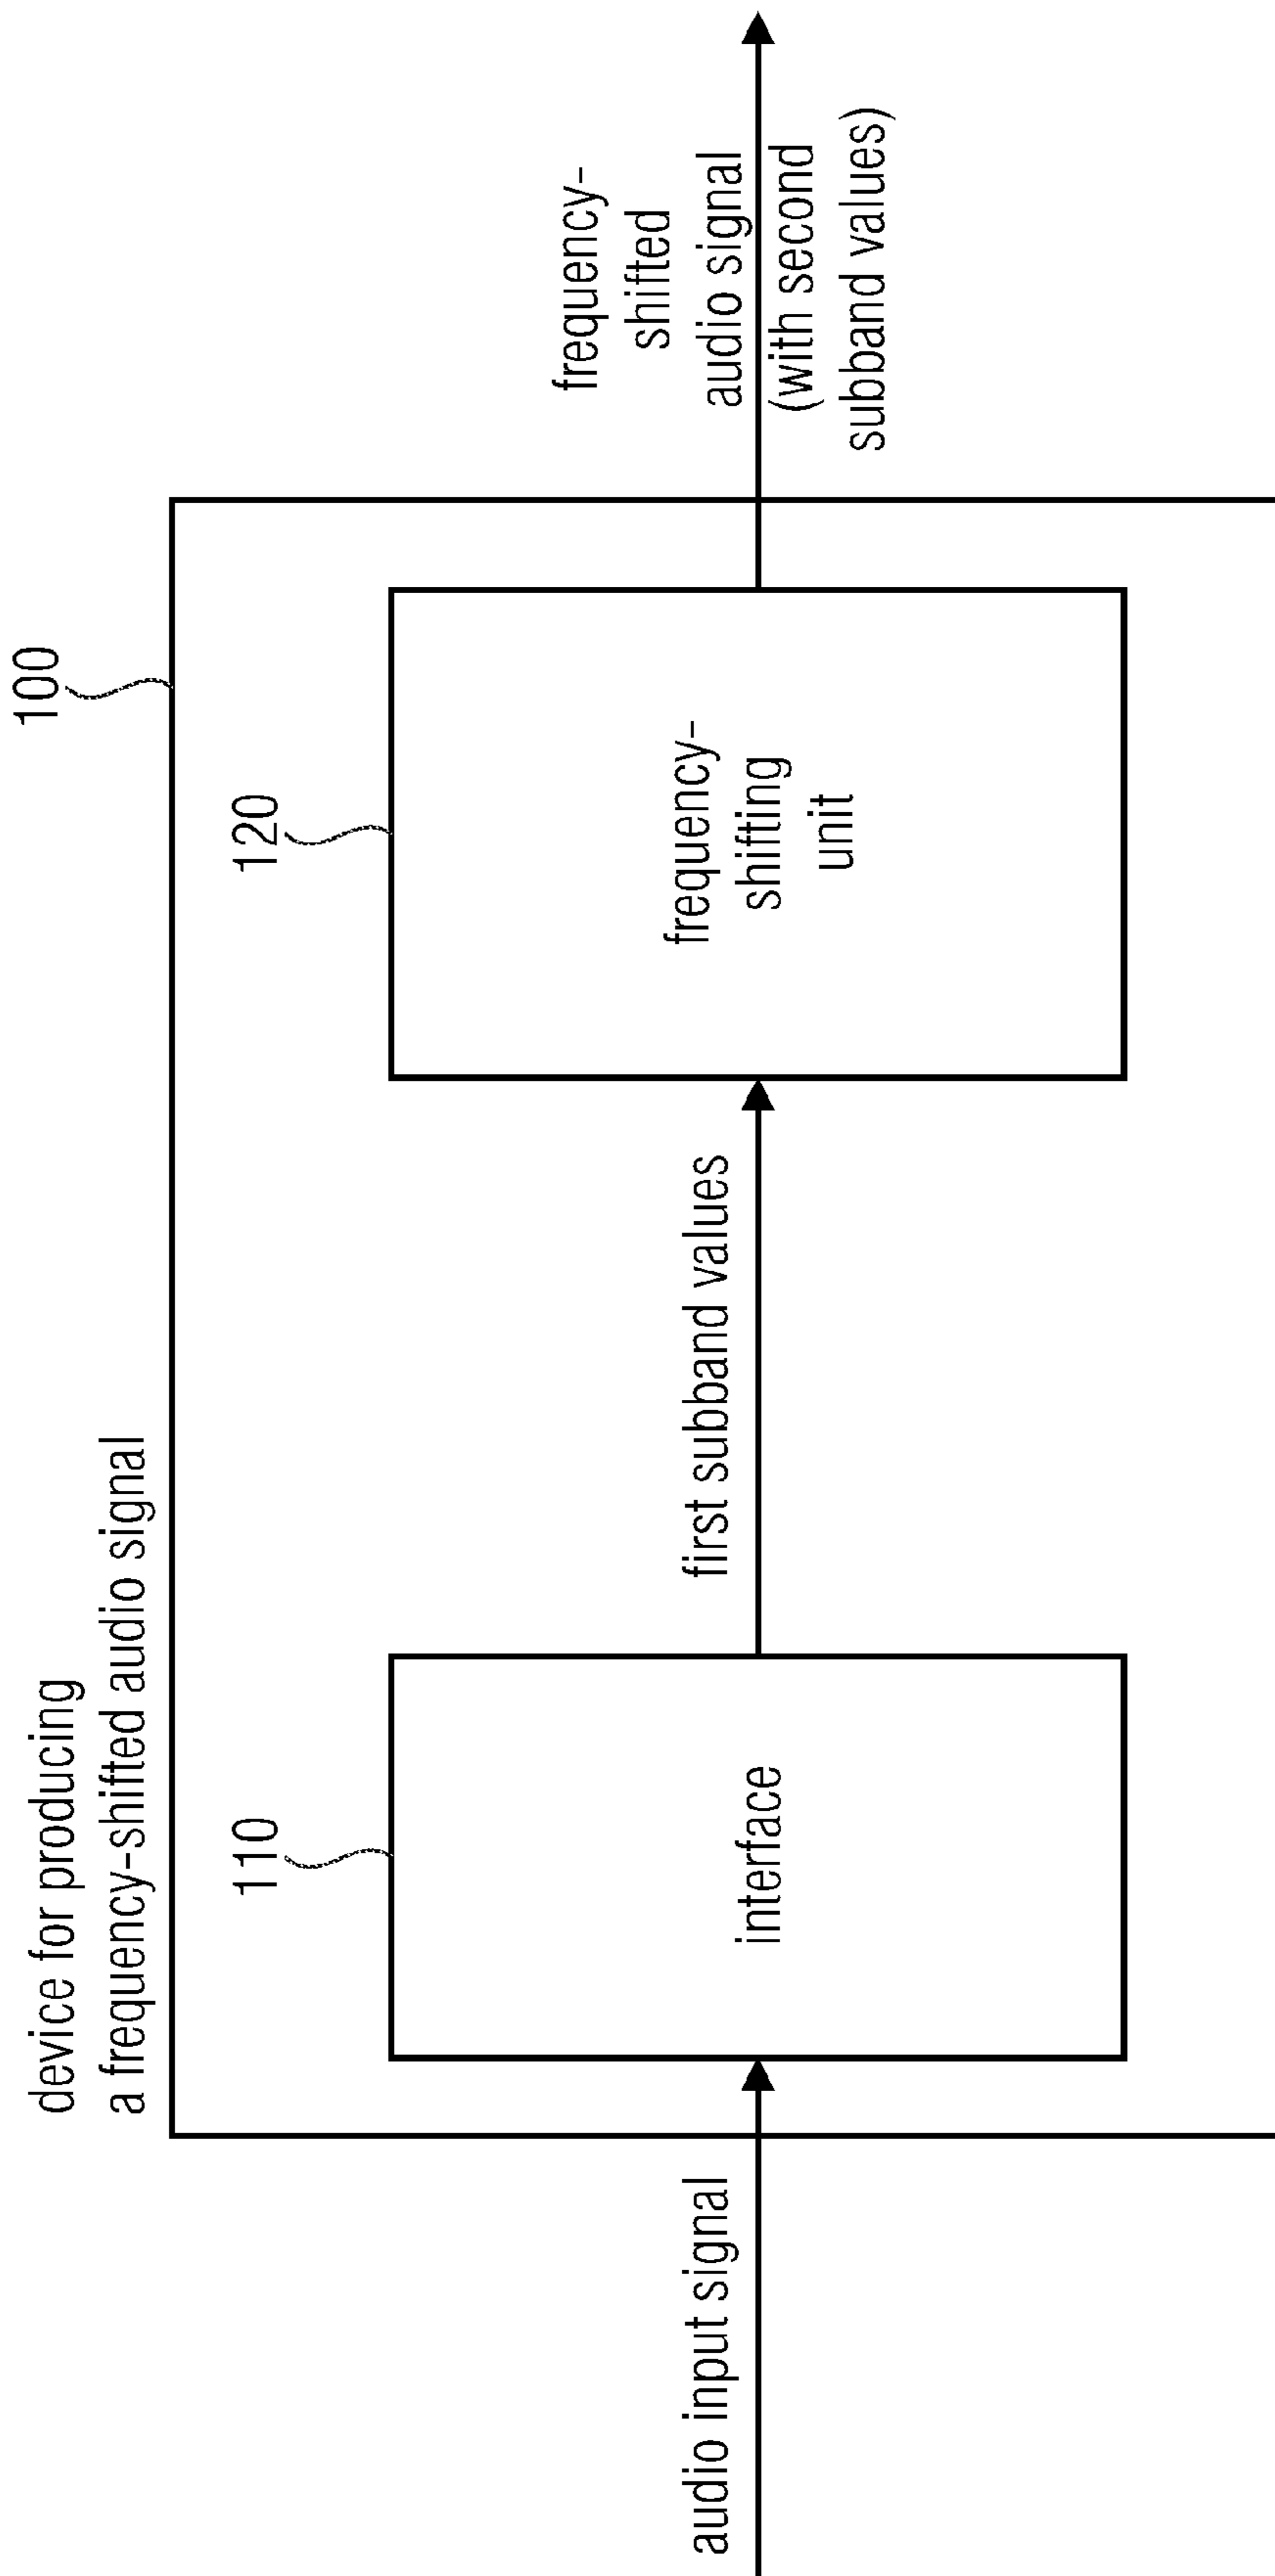 device for producing
a frequency-shifted audio signal
100
110
120
audio input signal
interface
first subband values
frequency-
shifting
unit
frequency-
shifted
audio signal
(with second
subband values)